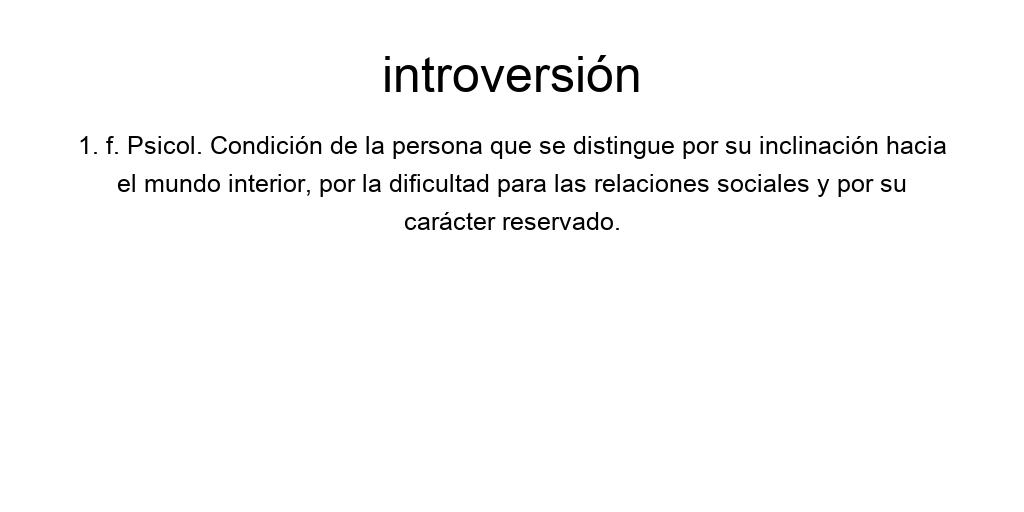 introversión
1. f. Psicol. Condición de la persona que se distingue por su inclinación hacia
el mundo interior, por la dificultad para las relaciones sociales y por su
carácter reservado.